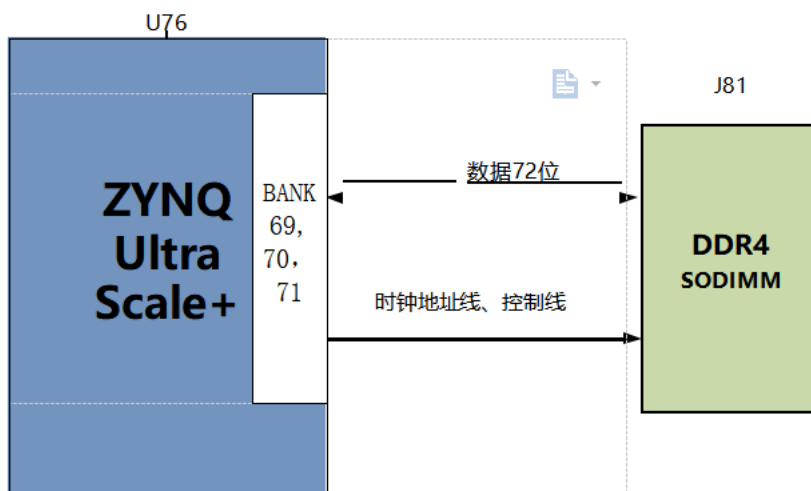 U76
J81
数据72位
ZYNQ
Ultra
Scale+
BANK
69,
70,
71
DDR4
SODIMM
时钟地址线、控制线